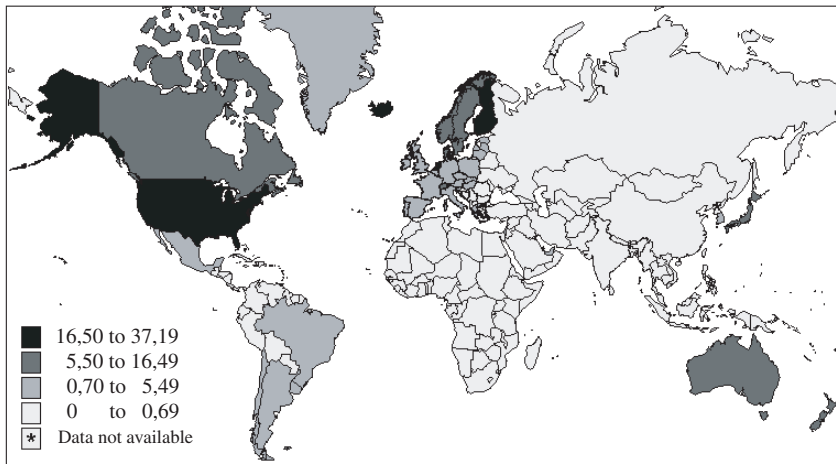 16,50 to 37,19
5,50 to 16,49
0,70 to 5,49
0 to 0,69
* Data not available